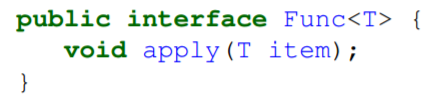 public interface Func<T> {
void apply(T item);
}